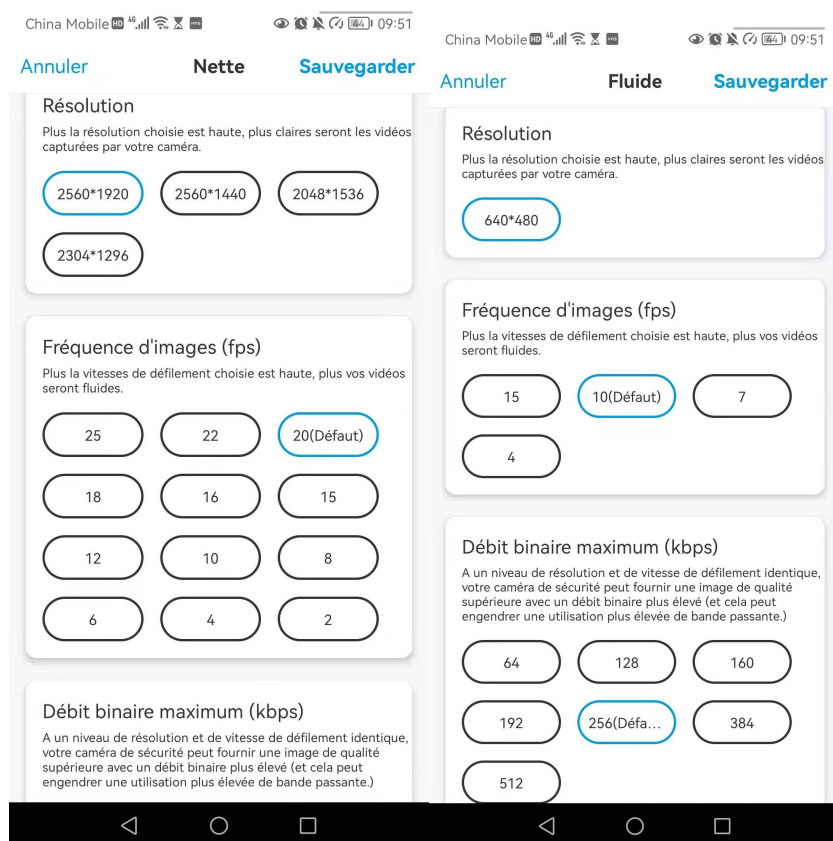 China Mobile HD 4G 09:51
Annuler Nette Sauvegarder
Résolution
Plus la résolution choisie est haute, plus claires seront les vidéos
capturées par votre caméra.
2560*1920 2560*1440 2048*1536
2304*1296
Fréquence d'images (fps)
Plus la vitesses de défilement choisie est haute, plus vos vidéos
seront fluides.
25 22 20(Défaut)
18 16 15
12 10 8
6 4 2
Débit binaire maximum (kbps)
A un niveau de résolution et de vitesse de défilement identique,
votre caméra de sécurité peut fournir une image de qualité
supérieure avec un débit binaire plus élevé (et cela peut
engendrer une utilisation plus élevée de bande passante.)
China Mobile HD 4G 09:51
Annuler Fluide Sauvegarder
Résolution
Plus la résolution choisie est haute, plus claires seront les vidéos
capturées par votre caméra.
640*480
Fréquence d'images (fps)
Plus la vitesses de défilement choisie est haute, plus vos vidéos
seront fluides.
15 10(Défaut) 7
4
Débit binaire maximum (kbps)
A un niveau de résolution et de vitesse de défilement identique,
votre caméra de sécurité peut fournir une image de qualité
supérieure avec un débit binaire plus élevé (et cela peut
engendrer une utilisation plus élevée de bande passante.)
64 128 160
192 256(Défa... 384
512